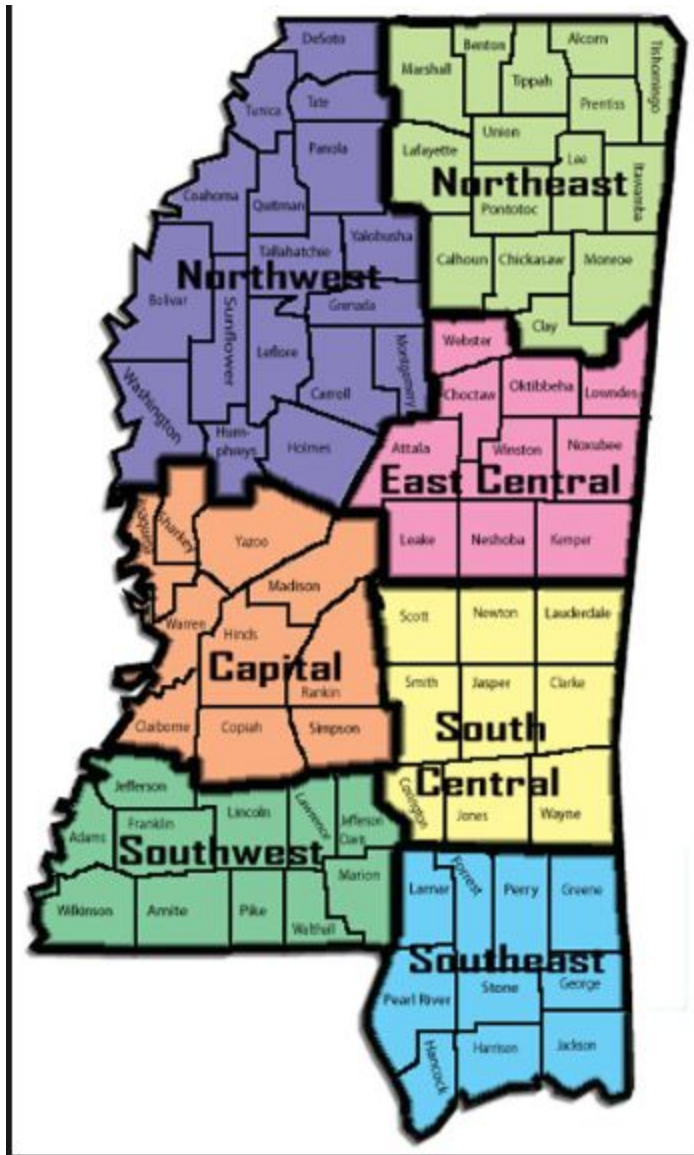 DeSoto
Tunica
Tate
Panola
Coahoma
Quitman
Tallahatchie
Yalobusha
Northwest
Bolivar
Sunflower
Grenada
Leflore
Montgomery
Carroll
Washington
Hum-
phreys
Holmes
Marshall
Benton
Tippah
Alcorn
Tishomingo
Prentiss
Union
Lafayette
Lee
Itawamba
Northeast
Pontotoc
Calhoun
Chickasaw
Monroe
Clay
Webster
Choctaw
Oktibbeha
Lowndes
Attala
Winston
Noxubee
East Central
Leake
Neshoba
Kemper
Sharkey
Yazoo
Madison
Warren
Hinds
Capital
Rankin
Claiborne
Copiah
Simpson
Scott
Newton
Lauderdale
Smith
Jasper
Clarke
South
Central
Covington
Jones
Wayne
Jefferson
Lincoln
Lawrence
Adams
Franklin
Southwest
Marion
Wilkinson
Amite
Pike
Walthall
Lamar
Forrest
Perry
Greene
Southeast
Pearl River
Stone
George
Hancock
Harrison
Jackson